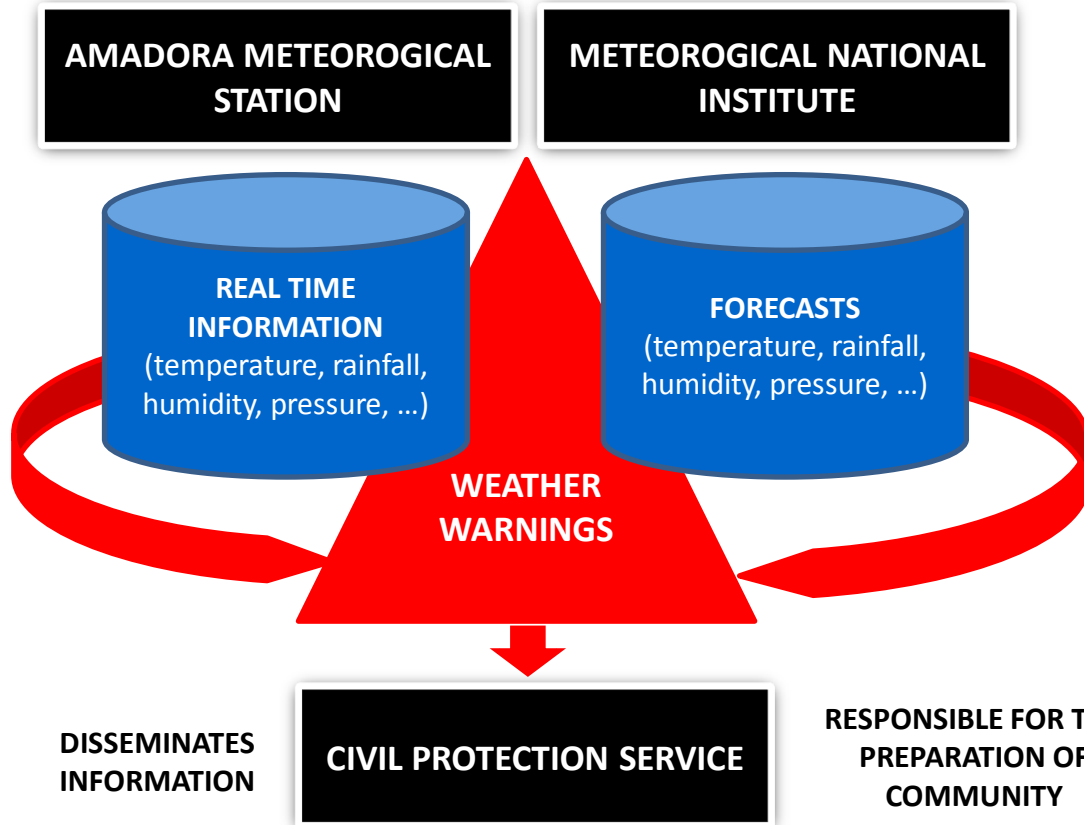 AMADORA METEOROGICAL
STATION
METEOROGICAL NATIONAL
INSTITUTE
REAL TIME
INFORMATION
(temperature, rainfall,
humidity, pressure, …)
FORECASTS
(temperature, rainfall,
humidity, pressure, …)
WEATHER
WARNINGS
DISSEMINATES
INFORMATION
CIVIL PROTECTION SERVICE
RESPONSIBLE FOR
PREPARATION OF
COMMUNITY